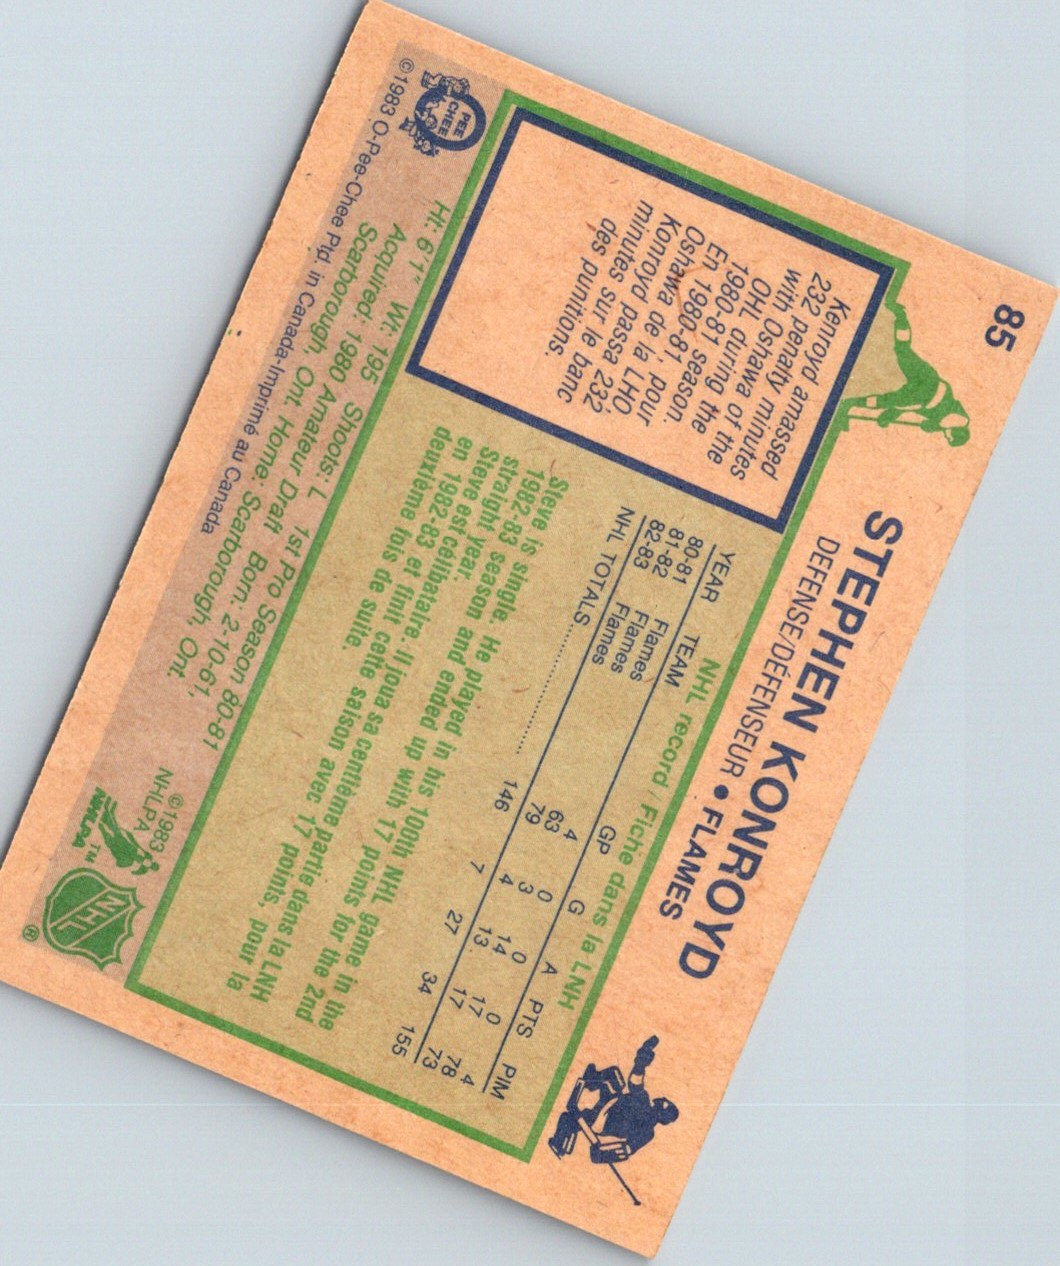 85
STEPHEN KONROYD
DEFENSE/DÉFENSEUR • FLAMES
Kenroyd amassed
232 penalty minutes
with Oshawa of the
OHL during the
1980-81 season.
En 1980-81, pour
Oshawa de la LHO,
Konroyd passa 232
minutes sur le banc
des punitions.
NHL record / Fiche dans la LNH
YEAR TEAM GP G A PTS PIM
80-81 Flames 4 0 0 0 4
81-82 Flames 63 3 14 17 78
82-83 Flames 79 4 13 17 73
NHL TOTALS 146 7 27 34 155
Steve is single. He played in his 100th NHL game in the
1982-83 season and ended up with 17 points for the 2nd
straight year.
Steve est célibataire. Il joua sa centième partie dans la LNH
en 1982-83 et finit cette saison avec 17 points, pour la
deuxième fois de suite.
Ht: 6'1" Wt: 195 Shoots: L 1st Pro Season 80-81
Acquired: 1980 Amateur Draft Born: 2-10-61,
Scarborough, Ont. Home: Scarborough, Ont.
©1983 O-Pee-Chee Ptd. in Canada-Imprimé au Canada
PEE
CHEE
©1983
NHLPA
TM
NHLPA
NHL
®